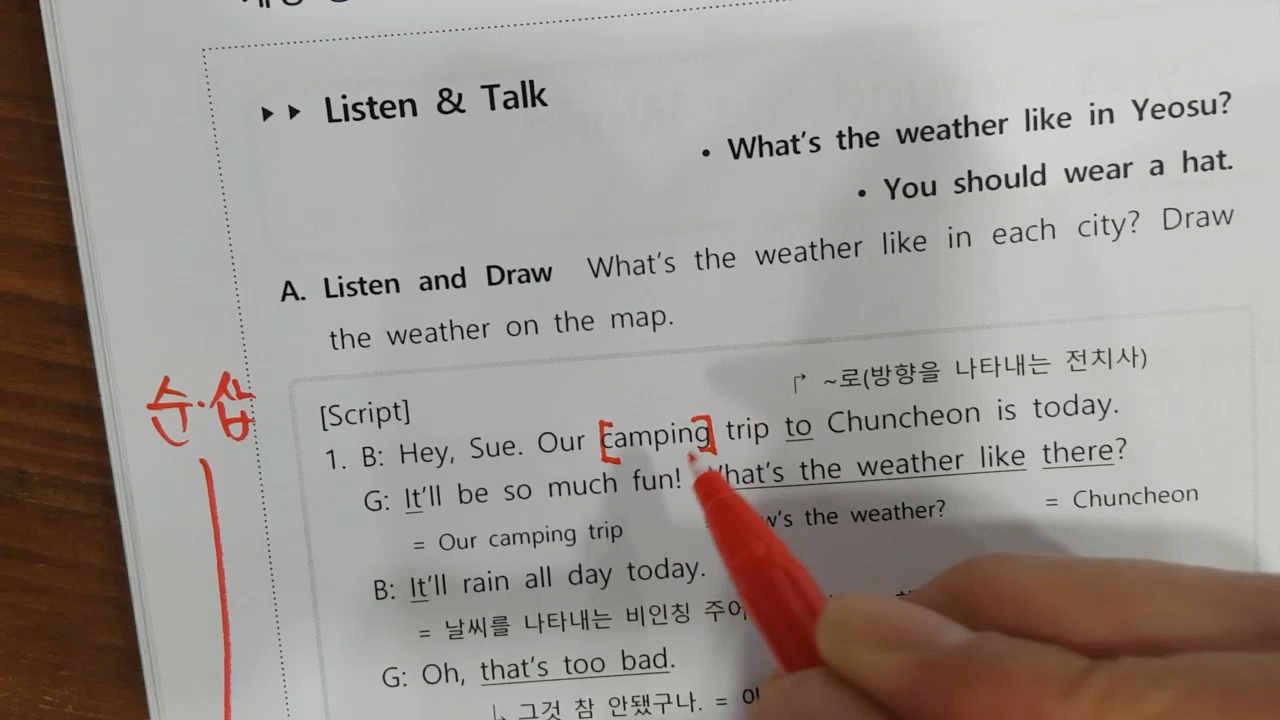 ▶ ▶ Listen & Talk
• What's the weather like in Yeosu?
• You should wear a hat.
A. Listen and Draw What's the weather like in each city? Draw
the weather on the map.
순·삽
↱ ~로(방향을 나타내는 전치사)
[Script]
1. B: Hey, Sue. Our [camping] trip to Chuncheon is today.
G: It'll be so much fun! What's the weather like there?
= Our camping trip the weather? = Chuncheon
B: It'll rain all day today.
= 날씨를 나타내는 비인칭
G: Oh, that's too bad.
↳ 그것 참 안됐구나. =